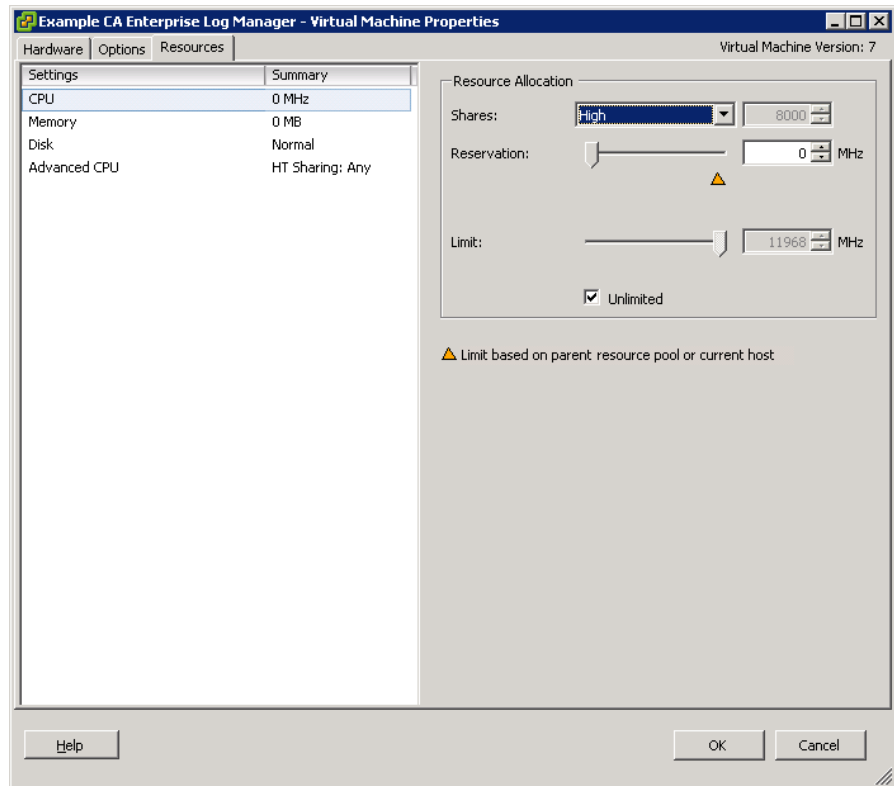 Example CA Enterprise Log Manager - Virtual Machine Properties
Hardware Options Resources Virtual Machine Version: 7
Settings Summary
CPU 0 MHz
Memory 0 MB
Disk Normal
Advanced CPU HT Sharing: Any
Resource Allocation
Shares: High 8000
Reservation: 0 MHz
Limit: 11968 MHz
Unlimited
Limit based on parent resource pool or current host
Help OK Cancel